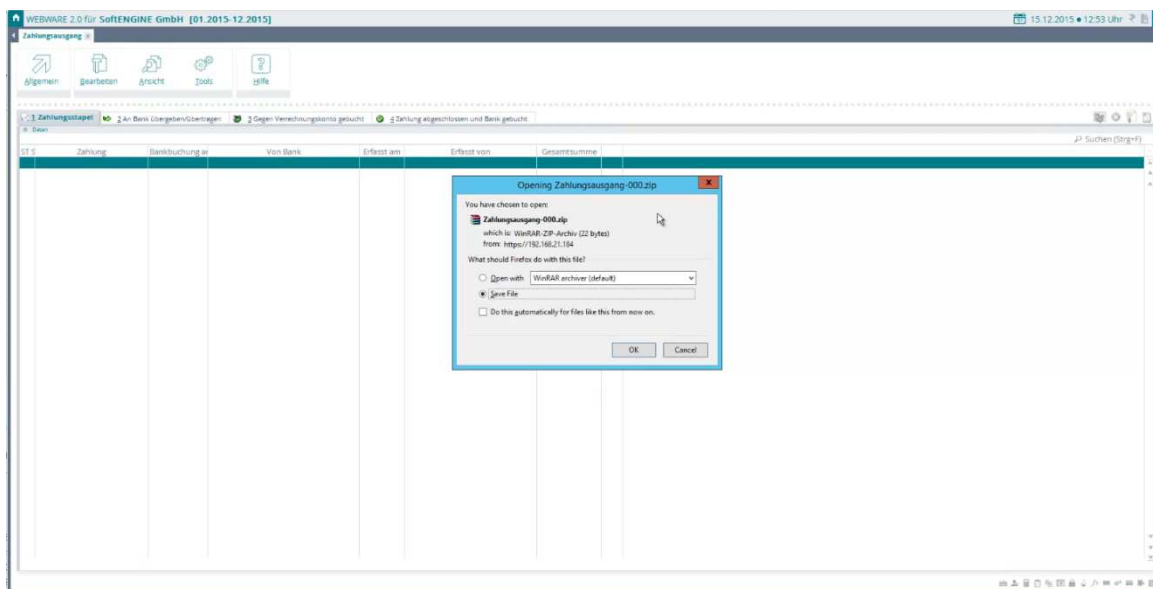 WEBWARE 2.0 für SoftENGINE GmbH [01.2015-12.2015]
15.12.2015 ● 12:53 Uhr
Zahlungsausgang
Allgemein Bearbeiten Ansicht Tools Hilfe
1 Zahlungsstapel 2 An Bank übergeben/übertragen 3 Gegen Verrechnungskonto gebucht 4 Zahlung abgeschlossen und Bank gebucht
Daten
Suchen (Strg+F)
ST S Zahlung Bankbuchung ar Von Bank Erfasst am Erfasst von Gesamtsumme
Opening Zahlungsausgang-000.zip
You have chosen to open:
Zahlungsausgang-000.zip
which is: WinRAR-ZIP-Archiv (22 bytes)
from: https://192.168.21.184
What should Firefox do with this file?
Open with WinRAR archiver (default)
Save File
Do this automatically for files like this from now on.
OK Cancel